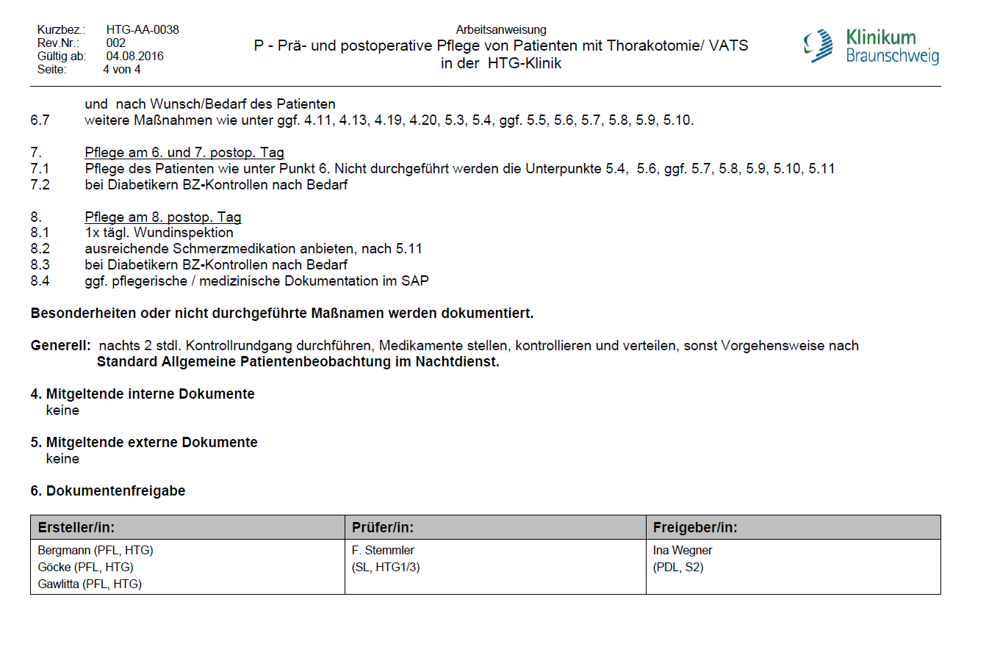 Kurzbez.: HTG-AA-0038
Rev.Nr.: 002
Gültig ab: 04.08.2016
Seite: 4 von 4
Arbeitsanweisung
P - Prä- und postoperative Pflege von Patienten mit Thorakotomie/ VATS
in der HTG-Klinik
Klinikum
Braunschweig
und nach Wunsch/Bedarf des Patienten
6.7 weitere Maßnahmen wie unter ggf. 4.11, 4.13, 4.19, 4.20, 5.3, 5.4, ggf. 5.5, 5.6, 5.7, 5.8, 5.9, 5.10.
7. Pflege am 6. und 7. postop. Tag
7.1 Pflege des Patienten wie unter Punkt 6. Nicht durchgeführt werden die Unterpunkte 5.4, 5.6, ggf. 5.7, 5.8, 5.9, 5.10, 5.11
7.2 bei Diabetikern BZ-Kontrollen nach Bedarf
8. Pflege am 8. postop. Tag
8.1 1x tägl. Wundinspektion
8.2 ausreichende Schmerzmedikation anbieten, nach 5.11
8.3 bei Diabetikern BZ-Kontrollen nach Bedarf
8.4 ggf. pflegerische / medizinische Dokumentation im SAP
Besonderheiten oder nicht durchgeführte Maßnamen werden dokumentiert.
Generell: nachts 2 stdl. Kontrollrundgang durchführen, Medikamente stellen, kontrollieren und verteilen, sonst Vorgehensweise nach
Standard Allgemeine Patientenbeobachtung im Nachtdienst.
4. Mitgeltende interne Dokumente
keine
5. Mitgeltende externe Dokumente
keine
6. Dokumentenfreigabe
Ersteller/in: Prüfer/in: Freigeber/in:
Bergmann (PFL, HTG) F. Stemmler Ina Wegner
Göcke (PFL, HTG) (SL, HTG1/3) (PDL, S2)
Gawlitta (PFL, HTG)